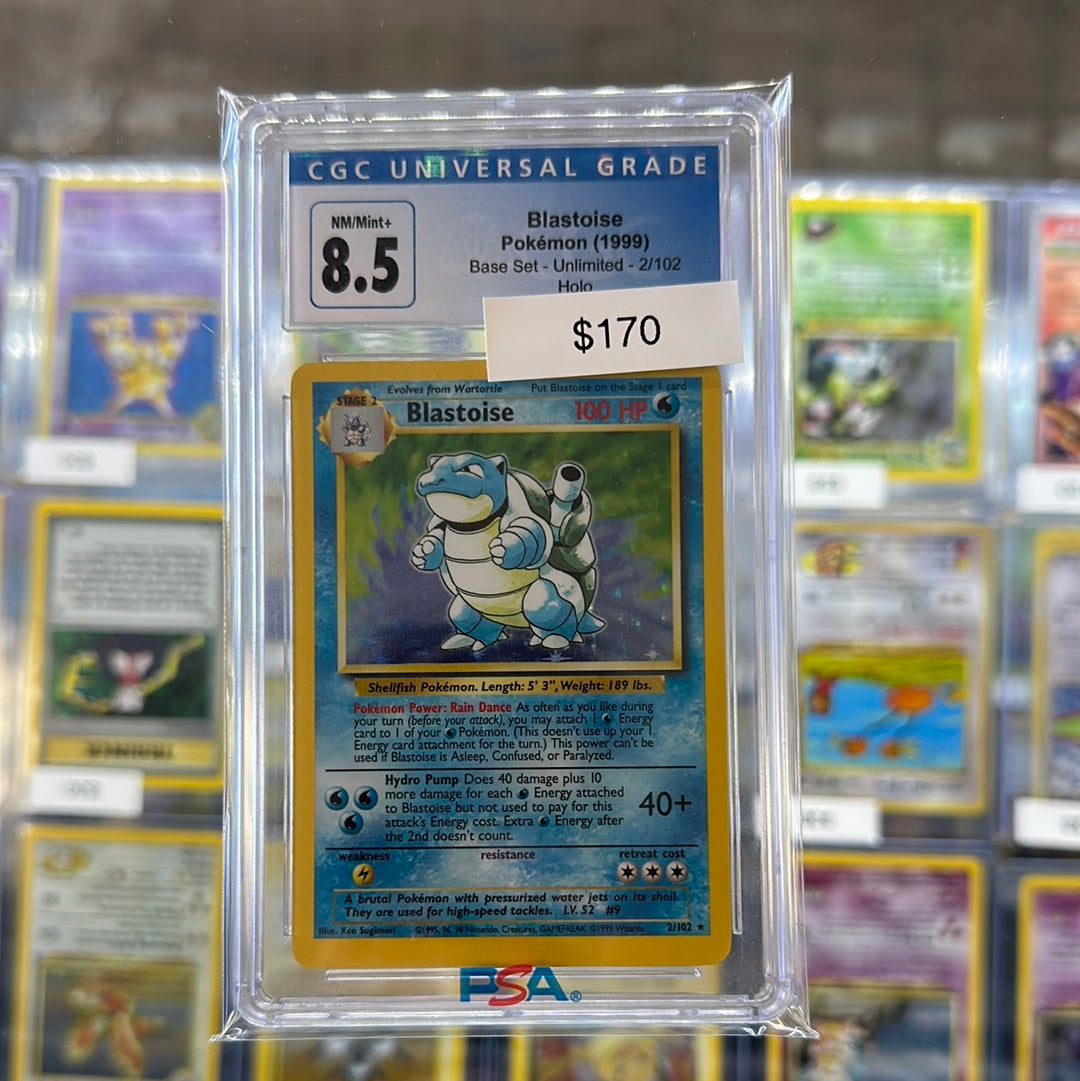 CGC UNIVERSAL GRADE
NM/Mint+
8.5
Blastoise
Pokémon (1999)
Base Set - Unlimited - 2/102
Holo
$170
Evolves from Wartortle
Put Blastoise on the Stage 1 card
STAGE 2
Blastoise
100 HP
Shellfish Pokémon. Length: 5' 3", Weight: 189 lbs.
Pokémon Power: Rain Dance As often as you like during
your turn (before your attack), you may attach 1 Energy
card to 1 of your Pokémon. (This doesn't use up your 1
Energy card attachment for the turn.) This power can't be
used if Blastoise is Asleep, Confused, or Paralyzed.
Hydro Pump Does 40 damage plus 10
more damage for each Energy attached
to Blastoise but not used to pay for this
attack's Energy cost. Extra Energy after
the 2nd doesn't count.
40+
weakness
resistance
retreat cost
A brutal Pokémon with pressurized water jets on its shell.
They are used for high-speed tackles. LV. 52 #9
Illus. Ken Sugimori
©1995, 96, 98 Nintendo, Creatures, GAMEFREAK. ©1999 Wizards.
2/102 ★
PSA®